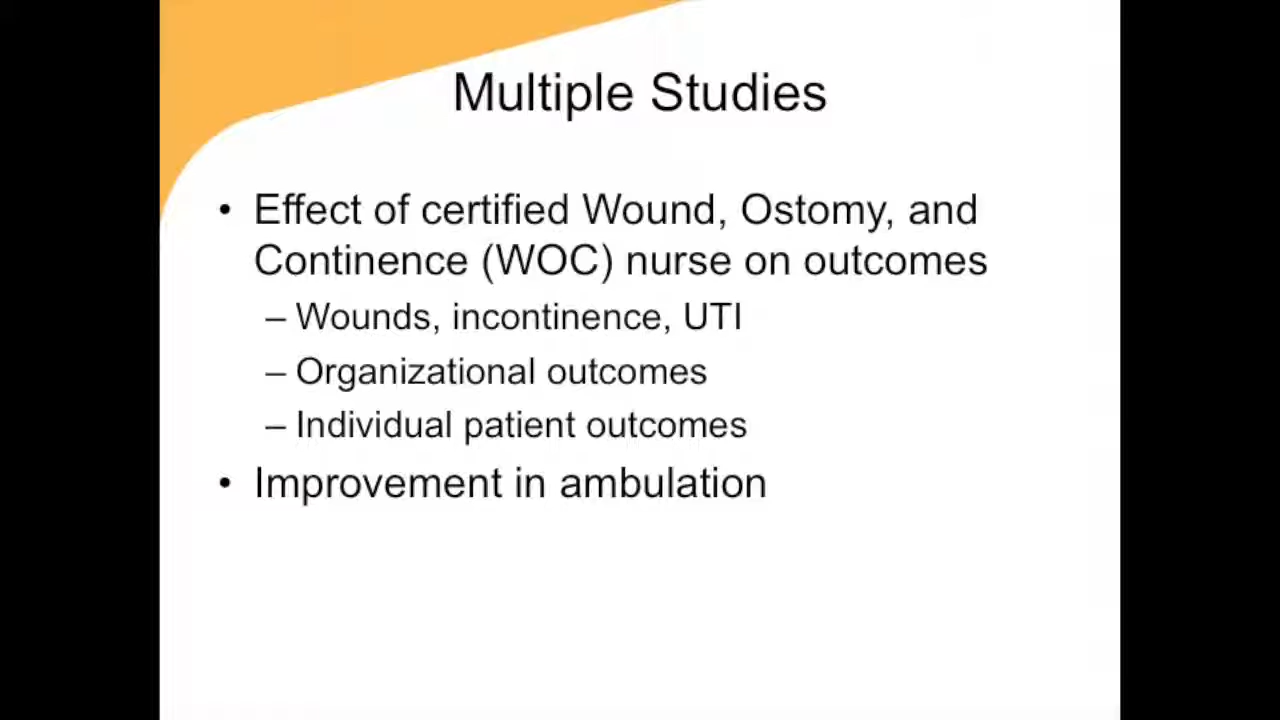 Multiple Studies
• Effect of certified Wound, Ostomy, and
Continence (WOC) nurse on outcomes
– Wounds, incontinence, UTI
– Organizational outcomes
– Individual patient outcomes
• Improvement in ambulation